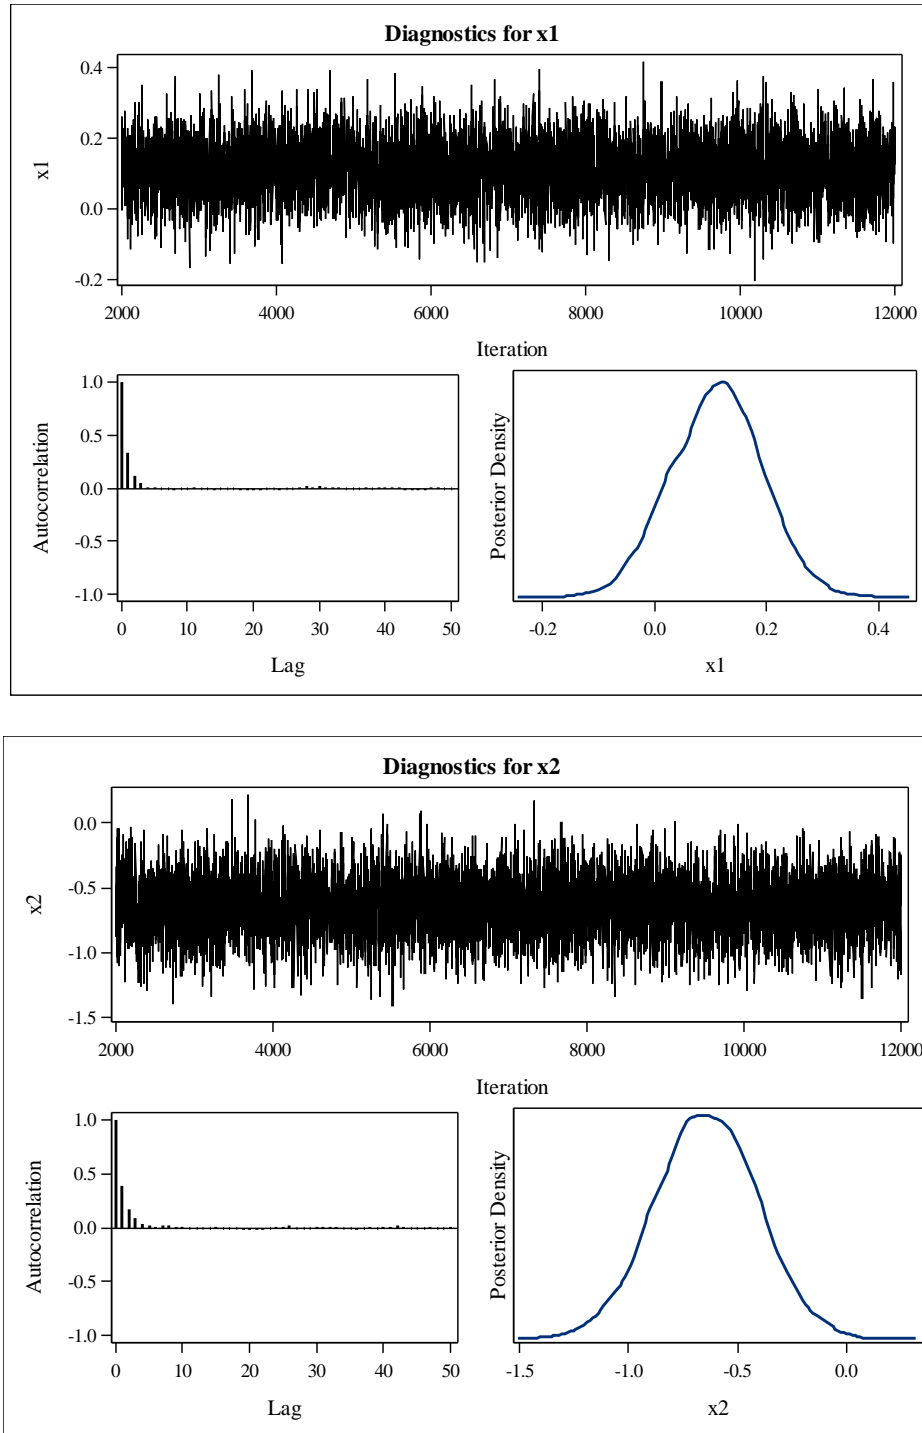 Diagnostics for x1
0.4
0.2
0.0
-0.2
x1
2000 4000 6000 8000 10000 12000
Iteration
1.0
0.5
0.0
-0.5
-1.0
Autocorrelation
0 10 20 30 40 50
Lag
Posterior Density
-0.2 0.0 0.2 0.4
x1
Diagnostics for x2
0.0
-0.5
-1.0
-1.5
x2
2000 4000 6000 8000 10000 12000
Iteration
1.0
0.5
0.0
-0.5
-1.0
Autocorrelation
0 10 20 30 40 50
Lag
Posterior Density
-1.5 -1.0 -0.5 0.0
x2